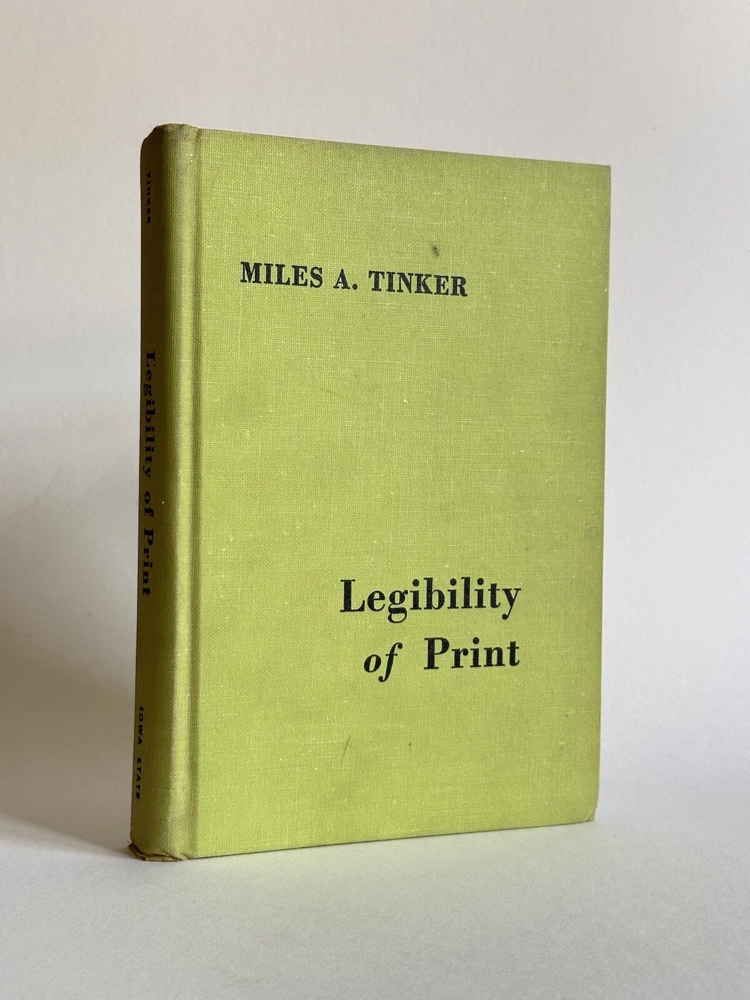 TINKER
Legibility of Print
IOWA STATE
MILES A. TINKER
Legibility
of Print